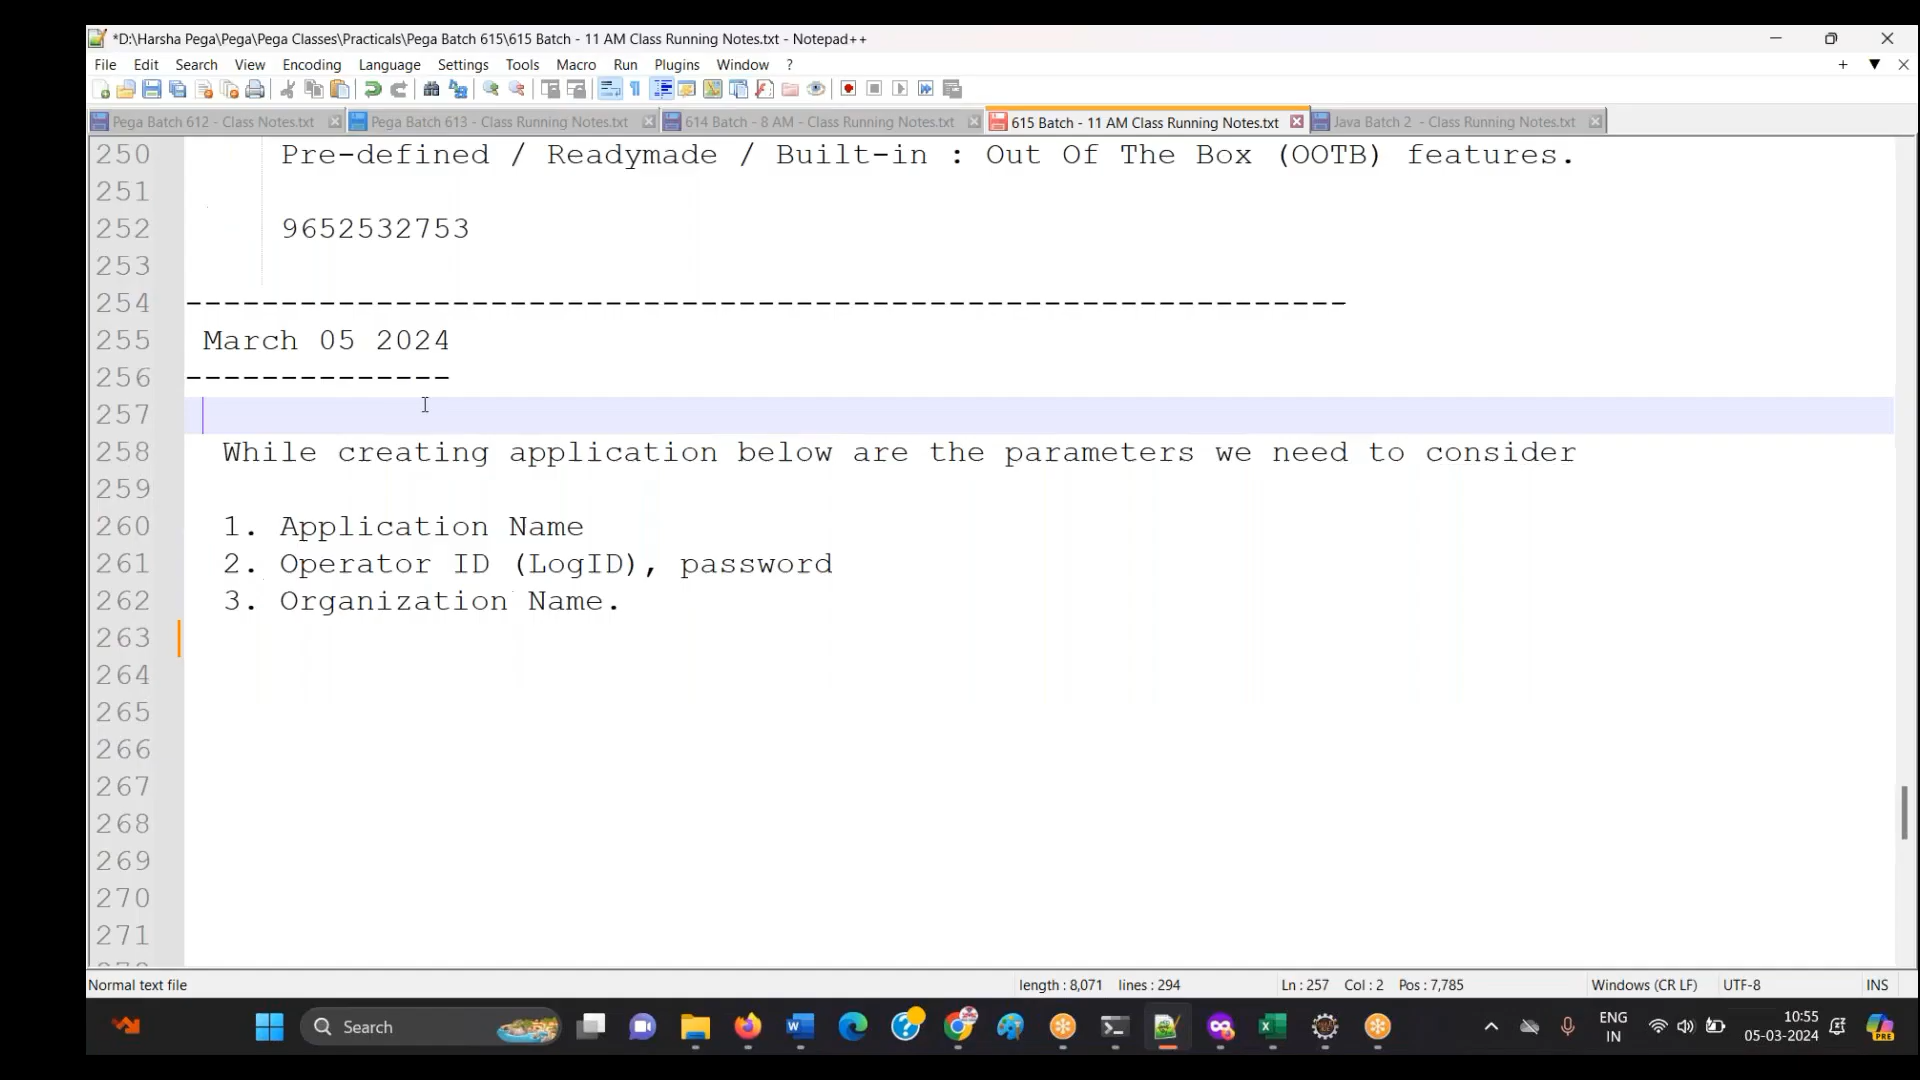 *D:\Harsha Pega\Pega\Pega Classes\Practicals\Pega Batch 615\615 Batch - 11 AM Class Running Notes.txt - Notepad++
File Edit Search View Encoding Language Settings Tools Macro Run Plugins Window ?
Pega Batch 612 - Class Notes.txt Pega Batch 613 - Class Running Notes.txt 614 Batch - 8 AM - Class Running Notes.txt 615 Batch - 11 AM Class Running Notes.txt Java Batch 2 - Class Running Notes.txt
250 Pre-defined / Readymade / Built-in : Out Of The Box (OOTB) features.
251
252 9652532753
253
254 --------------------------------------------------------------
255 March 05 2024
256 --------------
257
258 While creating application below are the parameters we need to consider
259
260 1. Application Name
261 2. Operator ID (LogID), password
262 3. Organization Name.
263
264
265
266
267
268
269
270
271
Normal text file length : 8,071 lines : 294 Ln : 257 Col : 2 Pos : 7,785 Windows (CR LF) UTF-8 INS
Search ENG IN 10:55 05-03-2024 PRE